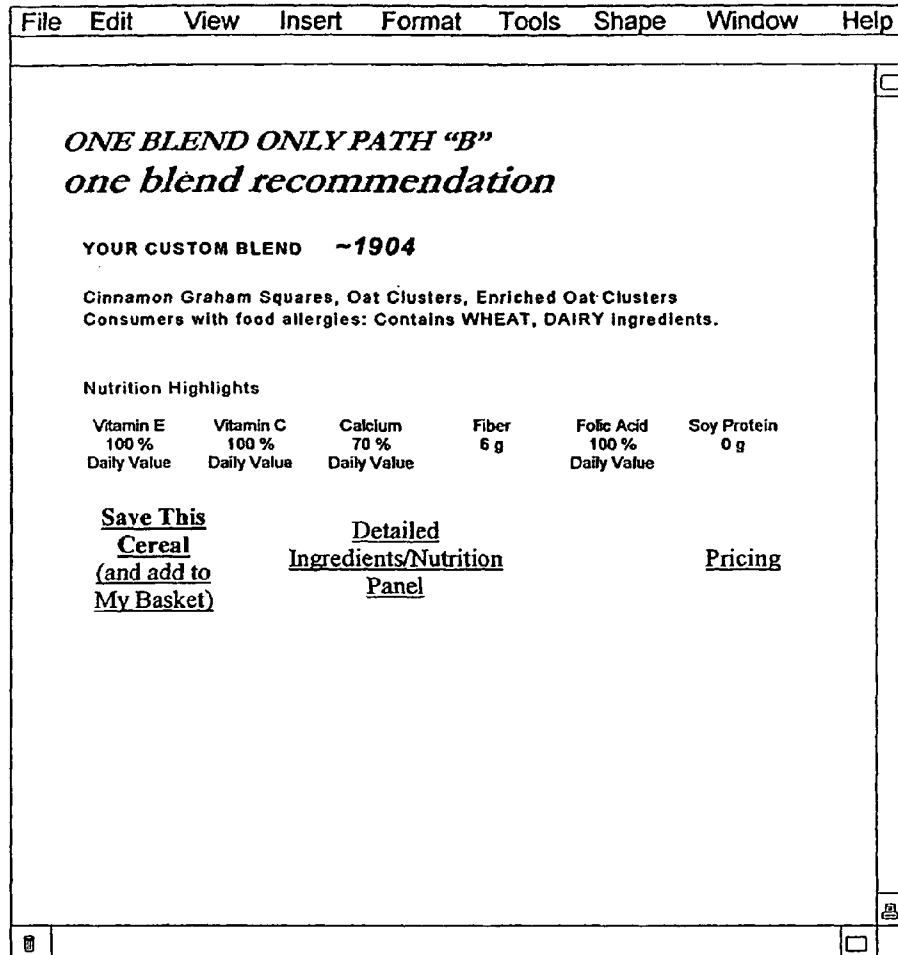 File Edit View Insert Format Tools Shape Window Help
ONE BLEND ONLY PATH “B”
one blend recommendation
YOUR CUSTOM BLEND ~1904
Cinnamon Graham Squares, Oat Clusters, Enriched Oat Clusters
Consumers with food allergies: Contains WHEAT, DAIRY ingredients.
Nutrition Highlights
Vitamin E Vitamin C Calcium Fiber Folic Acid Soy Protein
100 % 100 % 70 % 6 g 100 % 0 g
Daily Value Daily Value Daily Value Daily Value
Save This
Cereal
(and add to
My Basket)
Detailed
Ingredients/Nutrition
Panel
Pricing